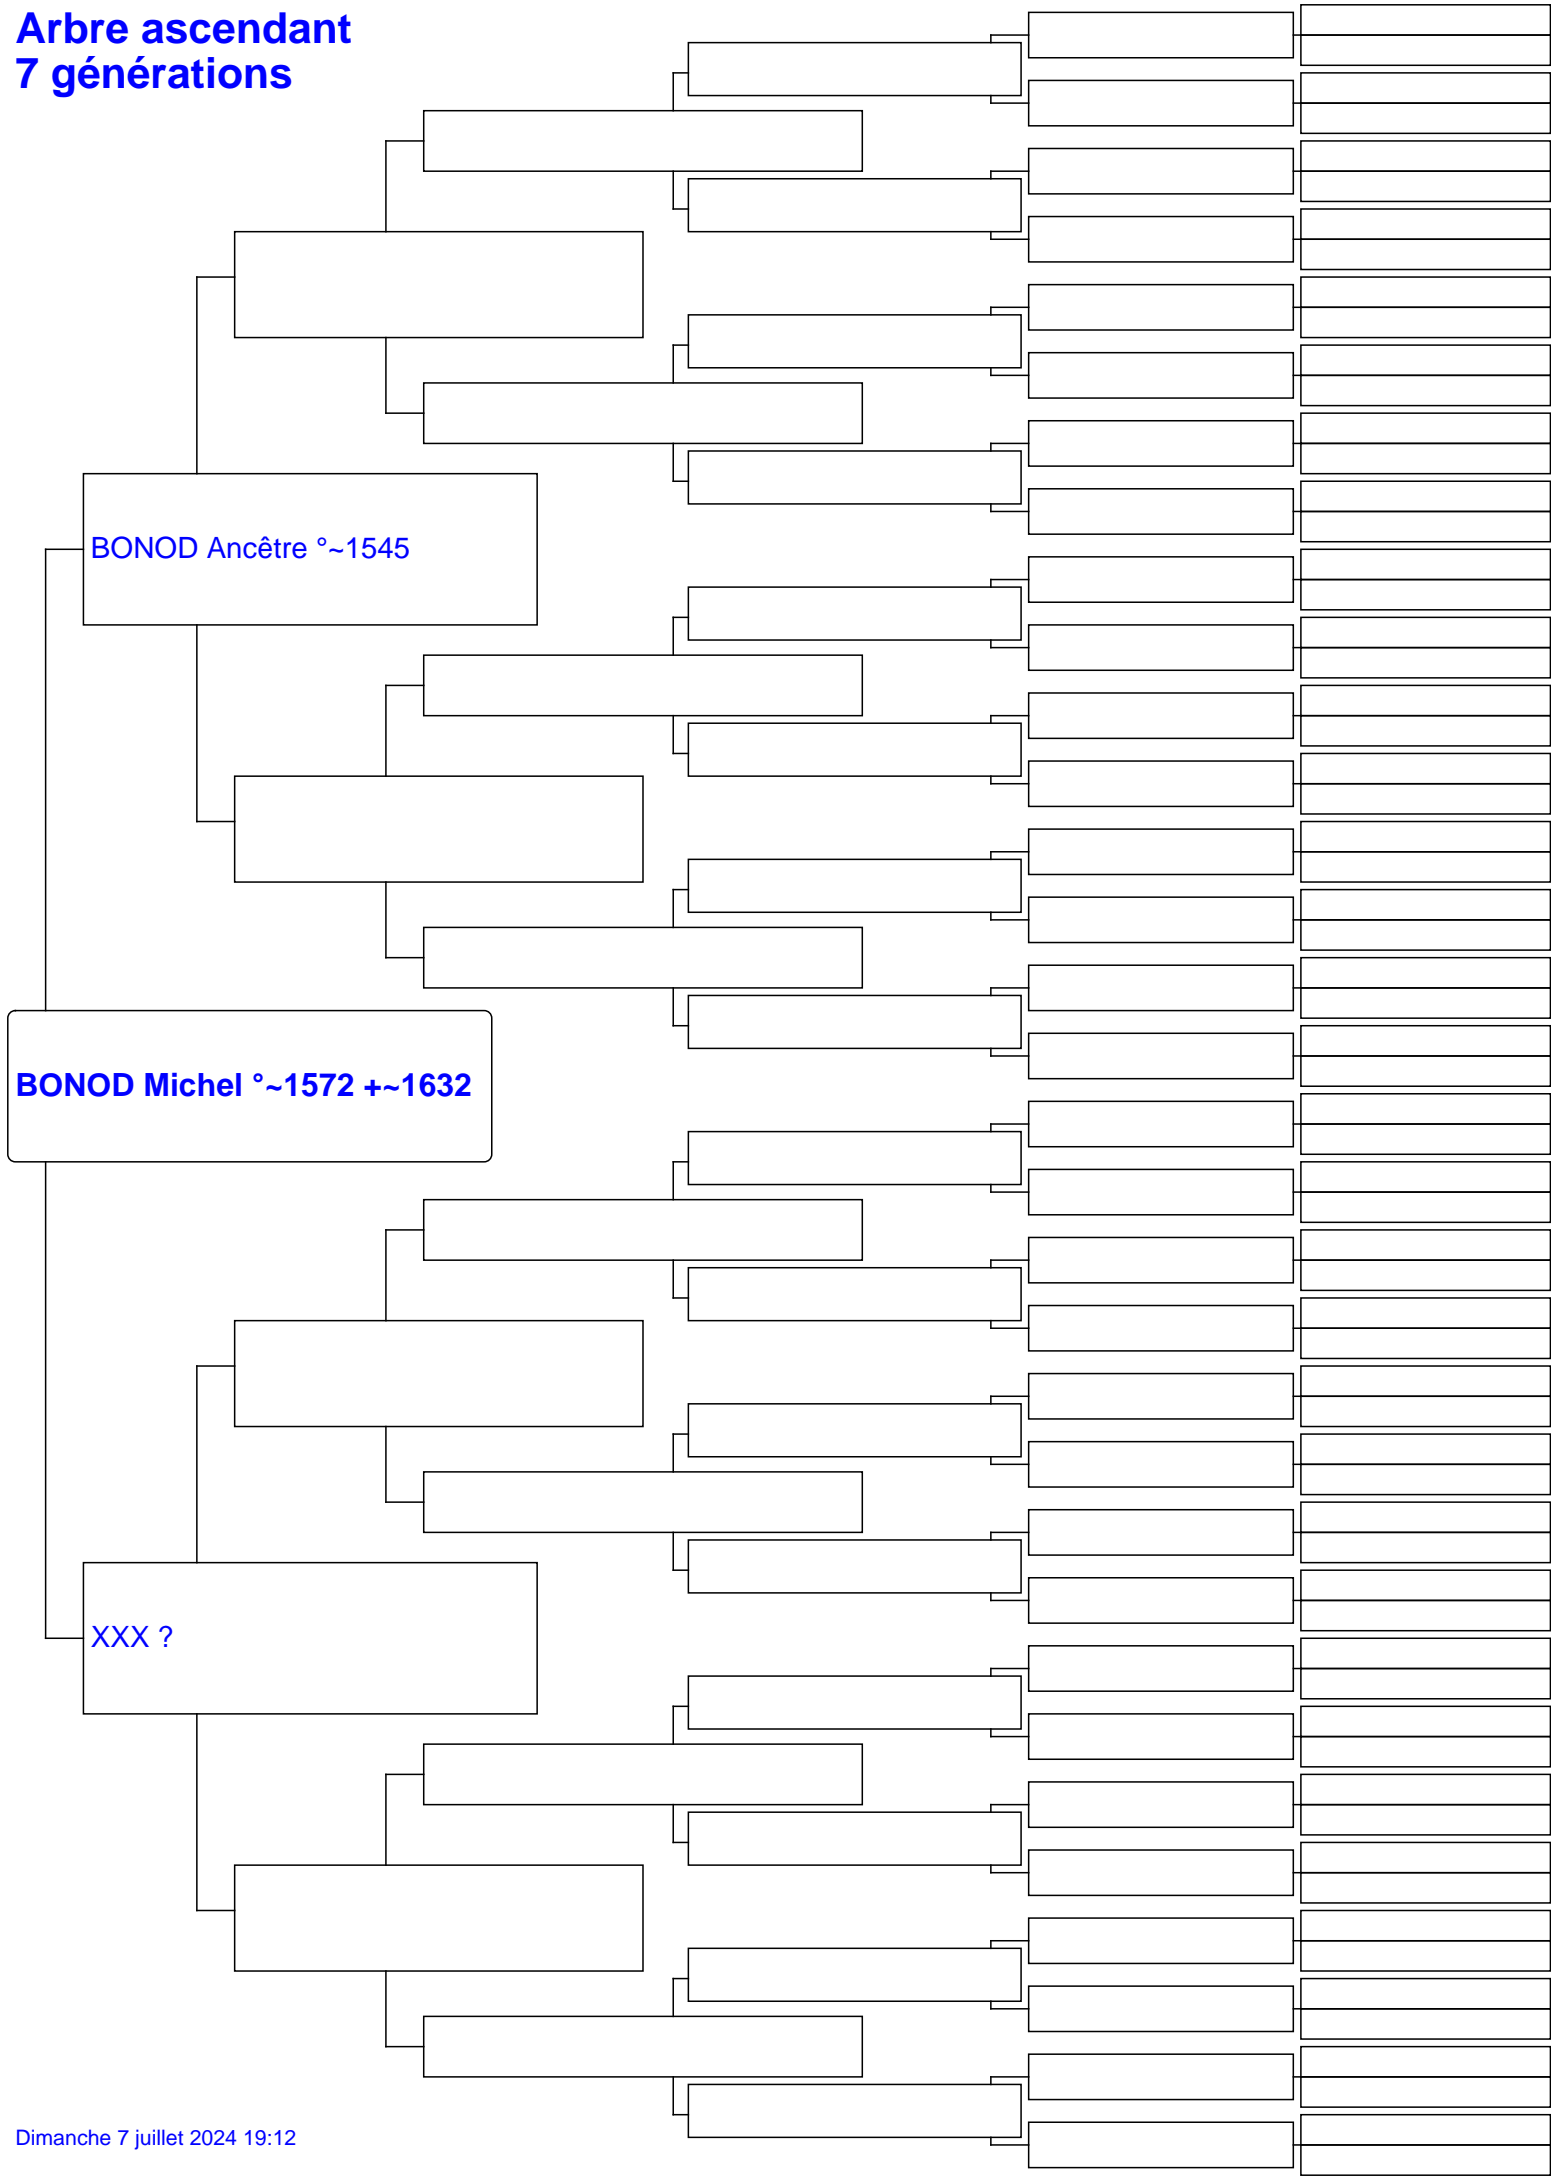 Arbre ascendant
7 générations
BONOD Ancêtre °~1545
BONOD Michel °~1572 +~1632
XXX ?
Dimanche 7 juillet 2024 19:12